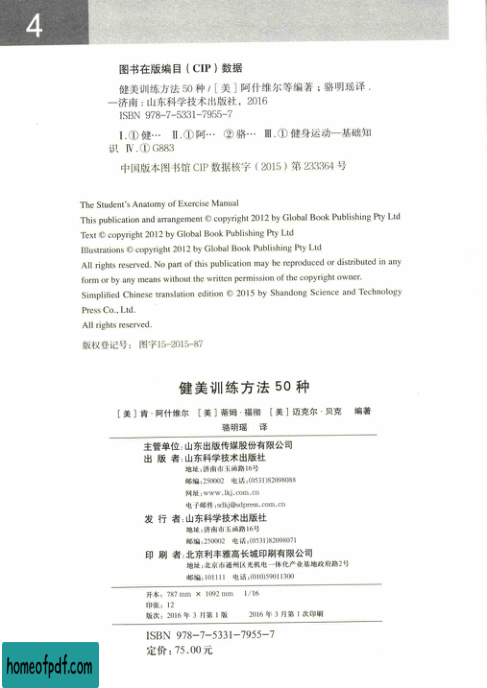 4
图书在版编目（CIP）数据
健美训练方法 50 种 / [ 美 ] 阿什维尔等编著；骆明瑶译 .
—济南：山东科学技术出版社，2016
ISBN 978-7-5331-7955-7
Ⅰ.①健… Ⅱ.①阿… ②骆… Ⅲ.①健身运动—基础知
识 Ⅳ.①G883
中国版本图书馆 CIP 数据核字（2015）第 233364 号
The Student's Anatomy of Exercise Manual
This publication and arrangement © copyright 2012 by Global Book Publishing Pty Ltd
Text © copyright 2012 by Global Book Publishing Pty Ltd
Illustrations © copyright 2012 by Global Book Publishing Pty Ltd
All rights reserved. No part of this publication may be reproduced or distributed in any
form or by any means without the written permission of the copyright owner.
Simplified Chinese translation edition © 2015 by Shandong Science and Technology
Press Co., Ltd.
All rights reserved.
版权登记号：图字15-2015-87
健美训练方法 50 种
［美］肯·阿什维尔 ［美］蒂姆·福彻 ［美］迈克尔·贝克 编著
骆明瑶 译
主管单位：山东出版传媒股份有限公司
出 版 者：山东科学技术出版社
地址：济南市玉函路16号
邮编：250002 电话：(0531)82098088
网址：www.lkj.com.cn
电子邮件：sdkj@sdpress.com.cn
发 行 者：山东科学技术出版社
地址：济南市玉函路16号
邮编：250002 电话：(0531)82098071
印 刷 者：北京利丰雅高长城印刷有限公司
地址：北京市通州区光机电一体化产业基地政府路2号
邮编：101111 电话：(010)59011300
开本：787 mm × 1092 mm 1/16
印张：12
版次：2016 年 3 月第 1 版 2016 年 3 月第 1 次印刷
ISBN 978-7-5331-7955-7
定价：75.00元
homeofpdf.com